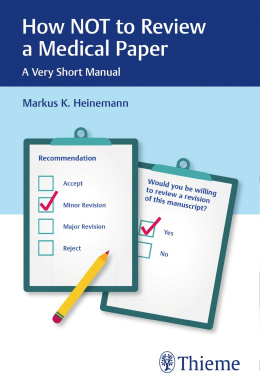 How NOT to Review
a Medical Paper
A Very Short Manual
Markus K. Heinemann
Recommendation
Accept
Minor Revision
Major Revision
Reject
Would you be willing
to review a revision
of this manuscript?
Yes
No
Thieme